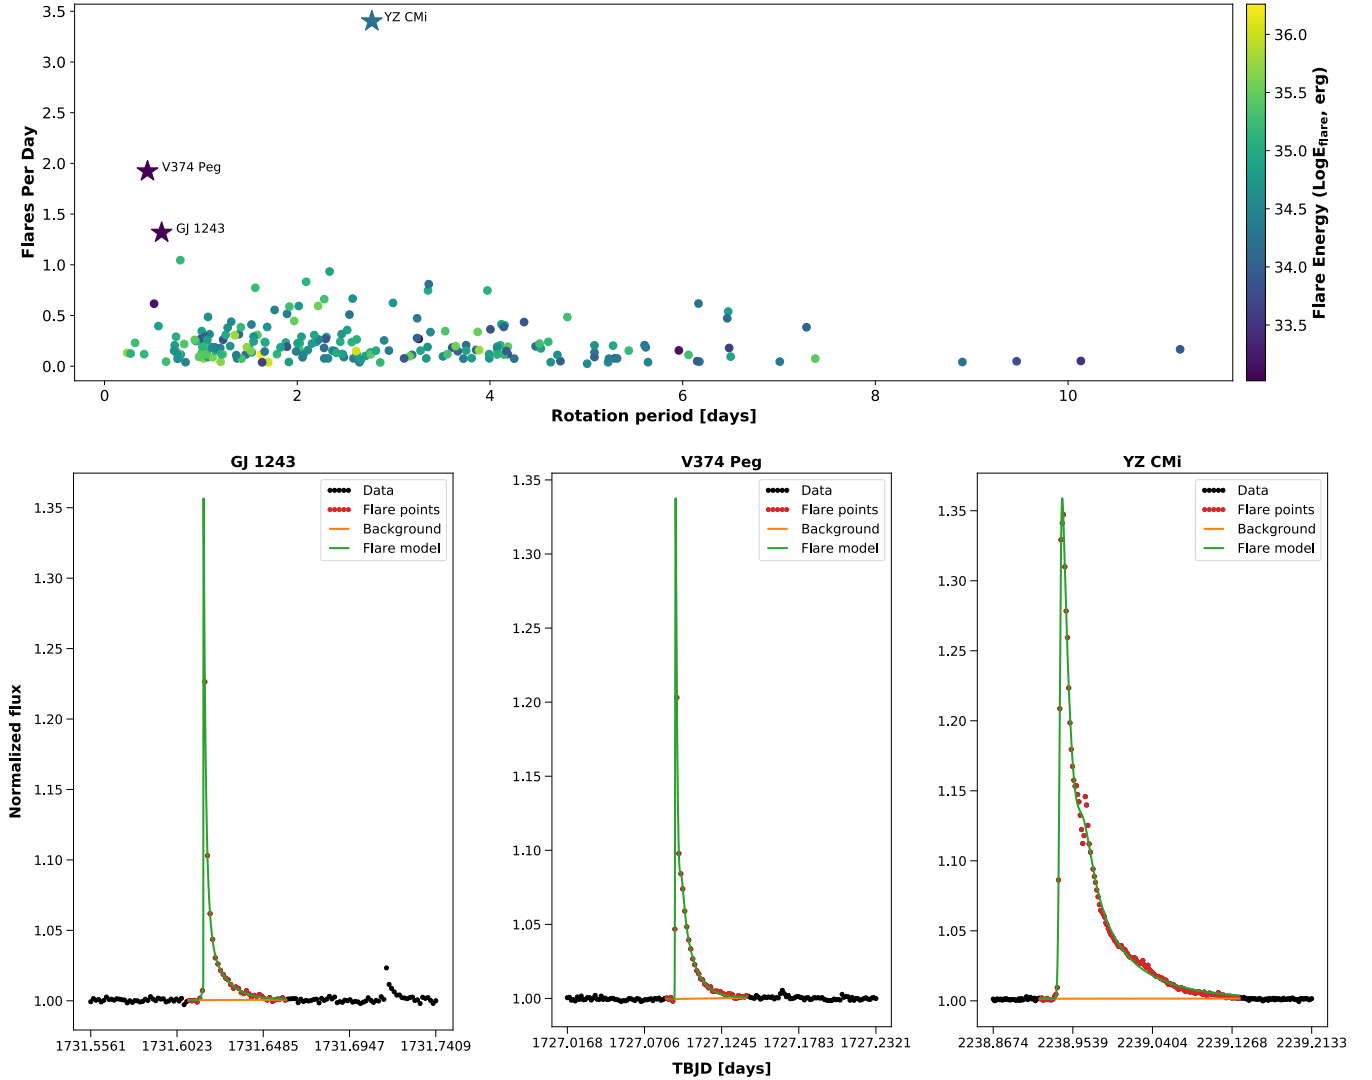 3.5
3.0
2.5
2.0
1.5
1.0
0.5
0.0
Flares Per Day
YZ CMi
V374 Peg
GJ 1243
0
2
4
6
8
10
Rotation period [days]
36.0
35.5
35.0
34.5
34.0
33.5
Flare Energy (LogE_flare, erg)
GJ 1243
Data
Flare points
Background
Flare model
1.35
1.30
1.25
1.20
1.15
1.10
1.05
1.00
Normalized flux
1731.5561
1731.6023
1731.6485
1731.6947
1731.7409
V374 Peg
Data
Flare points
Background
Flare model
1.35
1.30
1.25
1.20
1.15
1.10
1.05
1.00
1727.0168
1727.0706
1727.1245
1727.1783
1727.2321
TBJD [days]
YZ CMi
Data
Flare points
Background
Flare model
1.35
1.30
1.25
1.20
1.15
1.10
1.05
1.00
2238.8674
2238.9539
2239.0404
2239.1268
2239.2133